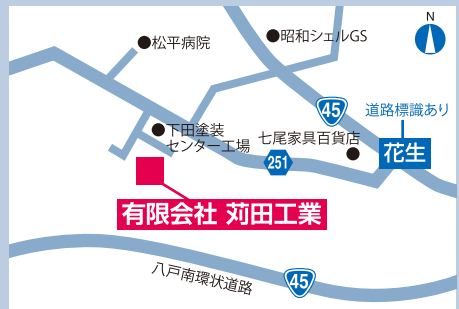 N
松平病院
昭和シェルGS
45
道路標識あり
下田塗装
センター工場
七尾家具百貨店
251
花生
有限会社 苅田工業
八戸南環状道路
45